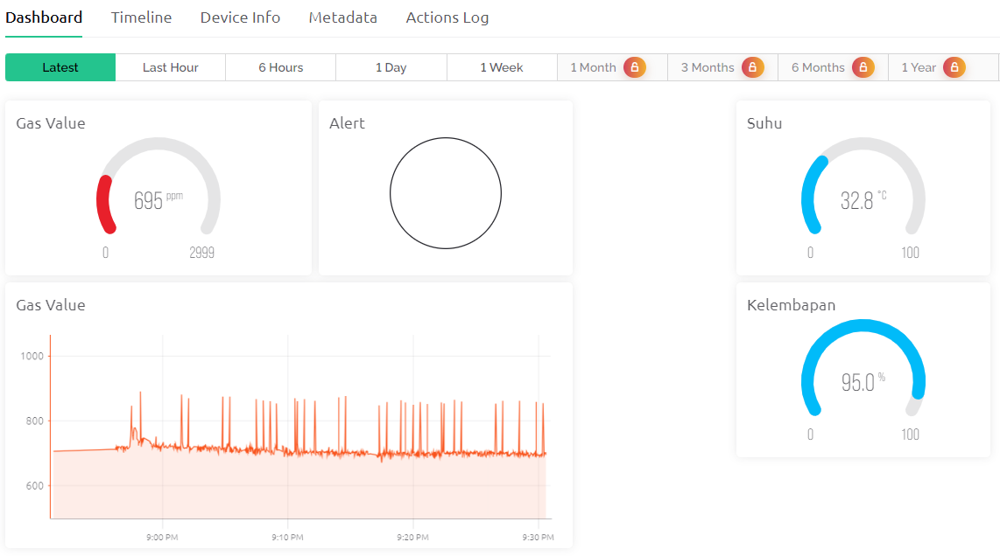 Dashboard Timeline Device Info Metadata Actions Log
Latest Last Hour 6 Hours 1 Day 1 Week 1 Month 3 Months 6 Months 1 Year
Gas Value
695 ppm
0 2999
Alert
Suhu
32.8 °C
0 100
Gas Value
1000
800
600
9:00 PM 9:10 PM 9:20 PM 9:30 PM
Kelembapan
95.0 %
0 100